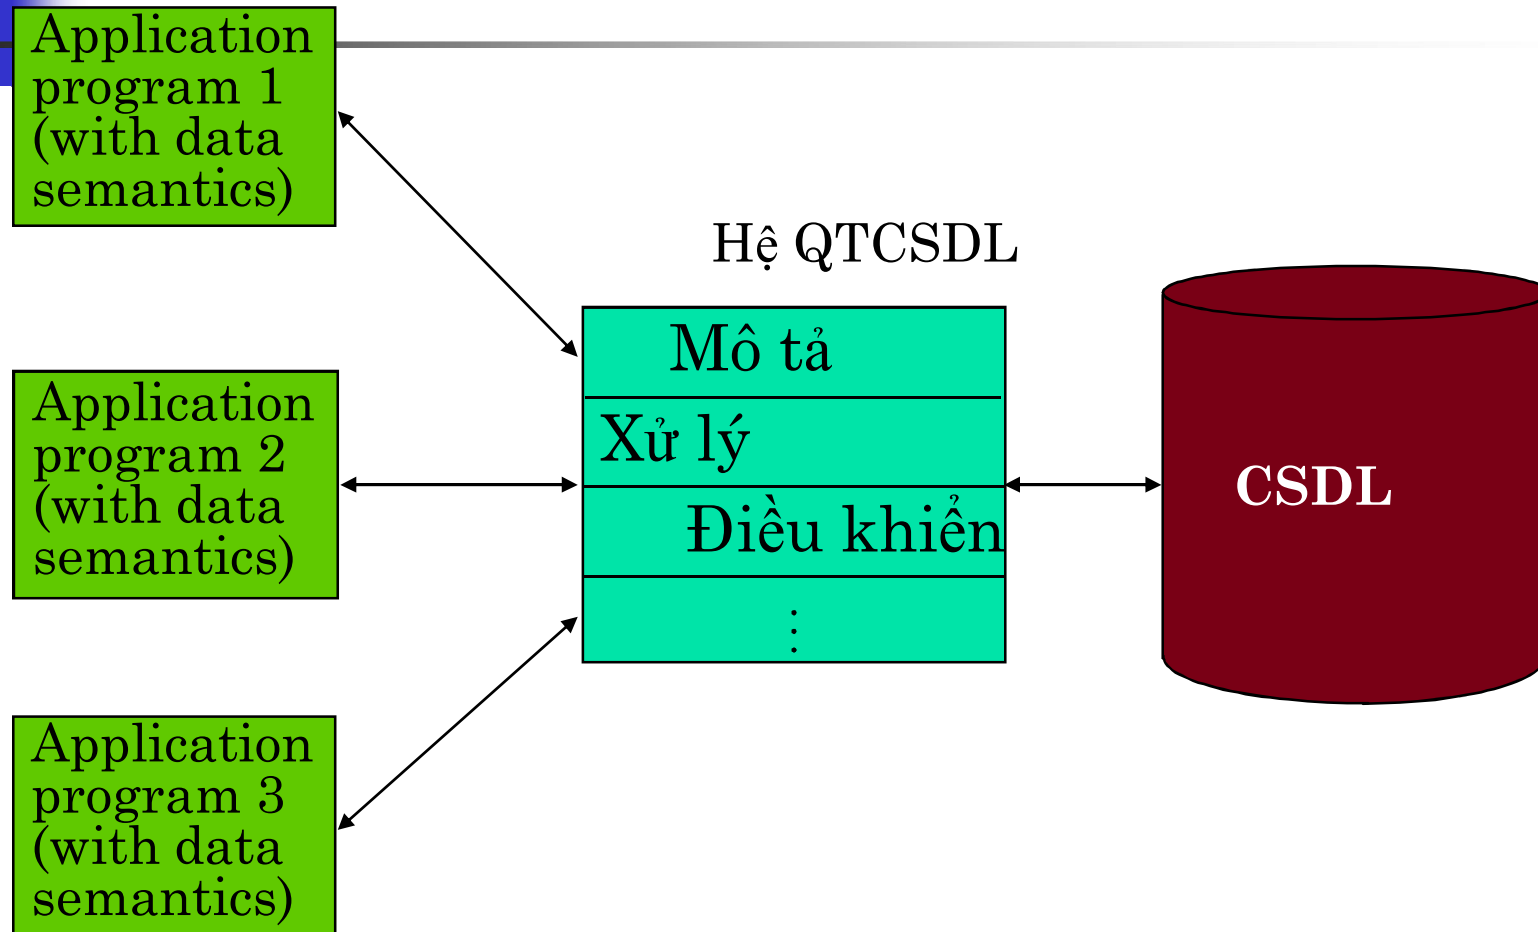 Application
program 1
(with data
semantics)
Hệ QTCSDL
Mô tả
Xử lý
Điều khiển
⋮
CSDL
Application
program 2
(with data
semantics)
Application
program 3
(with data
semantics)